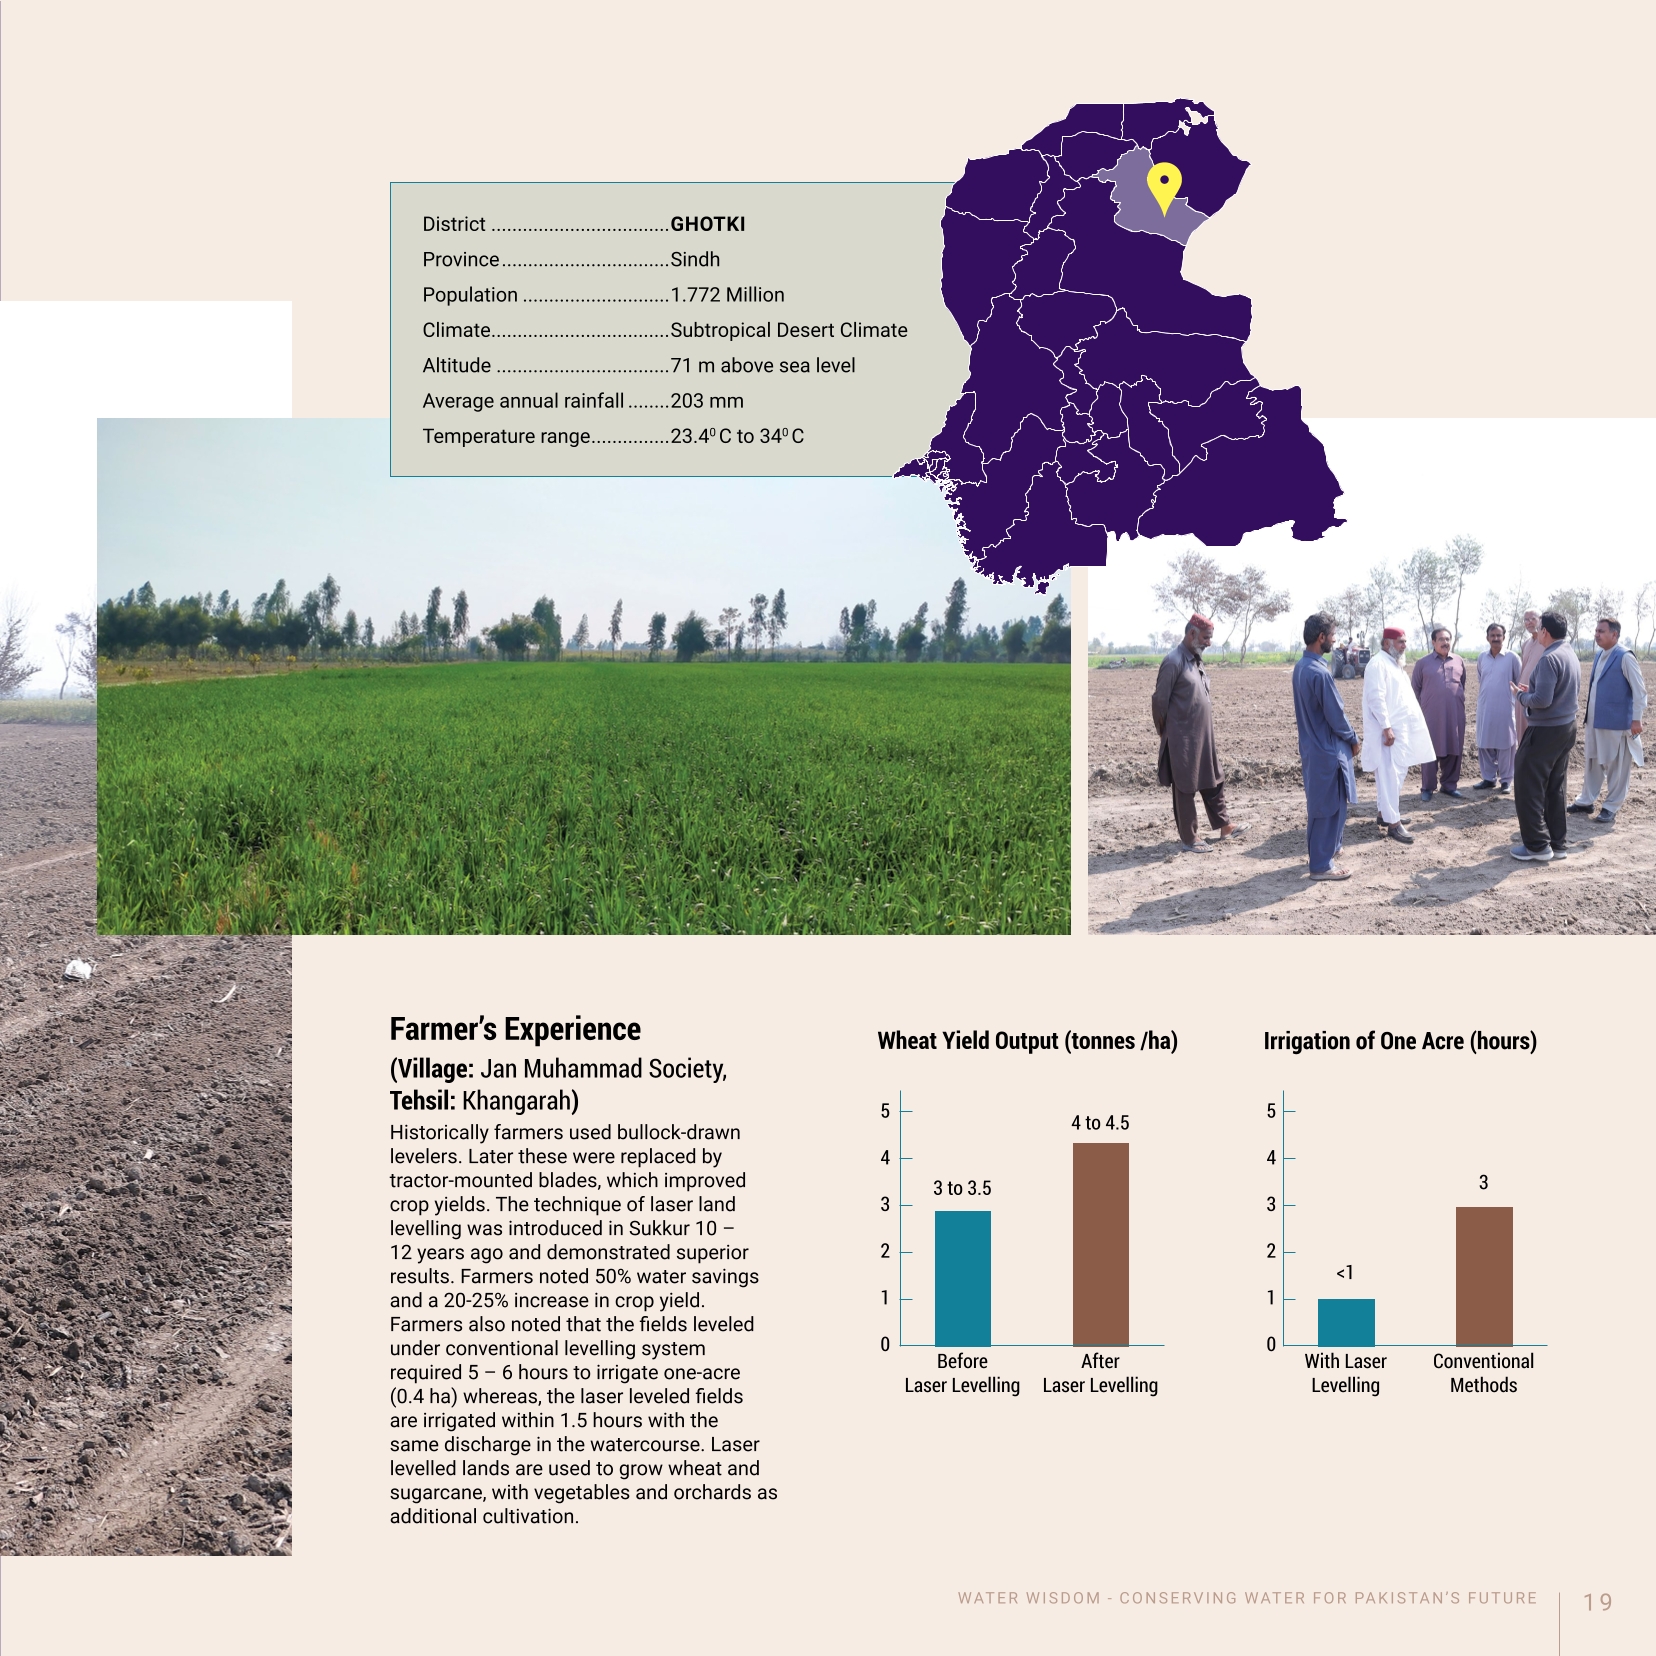 District ..................................GHOTKI
Province................................Sindh
Population ............................1.772 Million
Climate..................................Subtropical Desert Climate
Altitude .................................71 m above sea level
Average annual rainfall ........203 mm
Temperature range...............23.4⁰ C to 34⁰ C
Farmer’s Experience
(Village: Jan Muhammad Society,
Tehsil: Khangarah)
Historically farmers used bullock-drawn
levelers. Later these were replaced by
tractor-mounted blades, which improved
crop yields. The technique of laser land
levelling was introduced in Sukkur 10 –
12 years ago and demonstrated superior
results. Farmers noted 50% water savings
and a 20-25% increase in crop yield.
Farmers also noted that the fields leveled
under conventional levelling system
required 5 – 6 hours to irrigate one-acre
(0.4 ha) whereas, the laser leveled fields
are irrigated within 1.5 hours with the
same discharge in the watercourse. Laser
levelled lands are used to grow wheat and
sugarcane, with vegetables and orchards as
additional cultivation.
Wheat Yield Output (tonnes /ha)
5
4
3
2
1
0
3 to 3.5
4 to 4.5
Before
Laser Levelling
After
Laser Levelling
Irrigation of One Acre (hours)
5
4
3
2
1
0
<1
3
With Laser
Levelling
Conventional
Methods
WATER WISDOM - CONSERVING WATER FOR PAKISTAN’S FUTURE
19